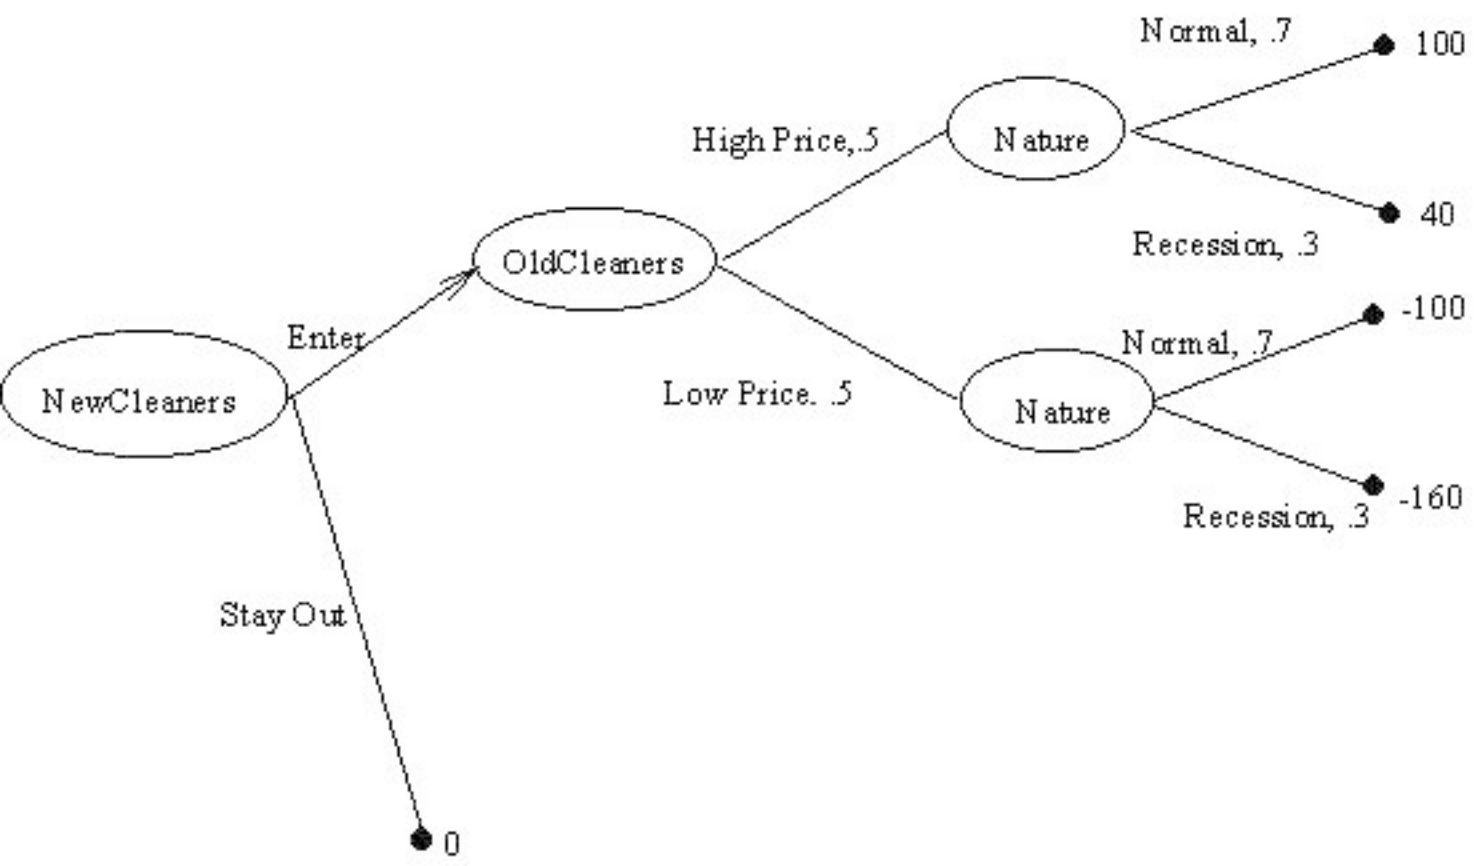 Normal, .7
100
High Price,.5
Nature
40
Recession, .3
OldCleaners
-100
Enter
Normal, .7
NewCleaners
Low Price. .5
Nature
-160
Recession, .3
Stay Out
0